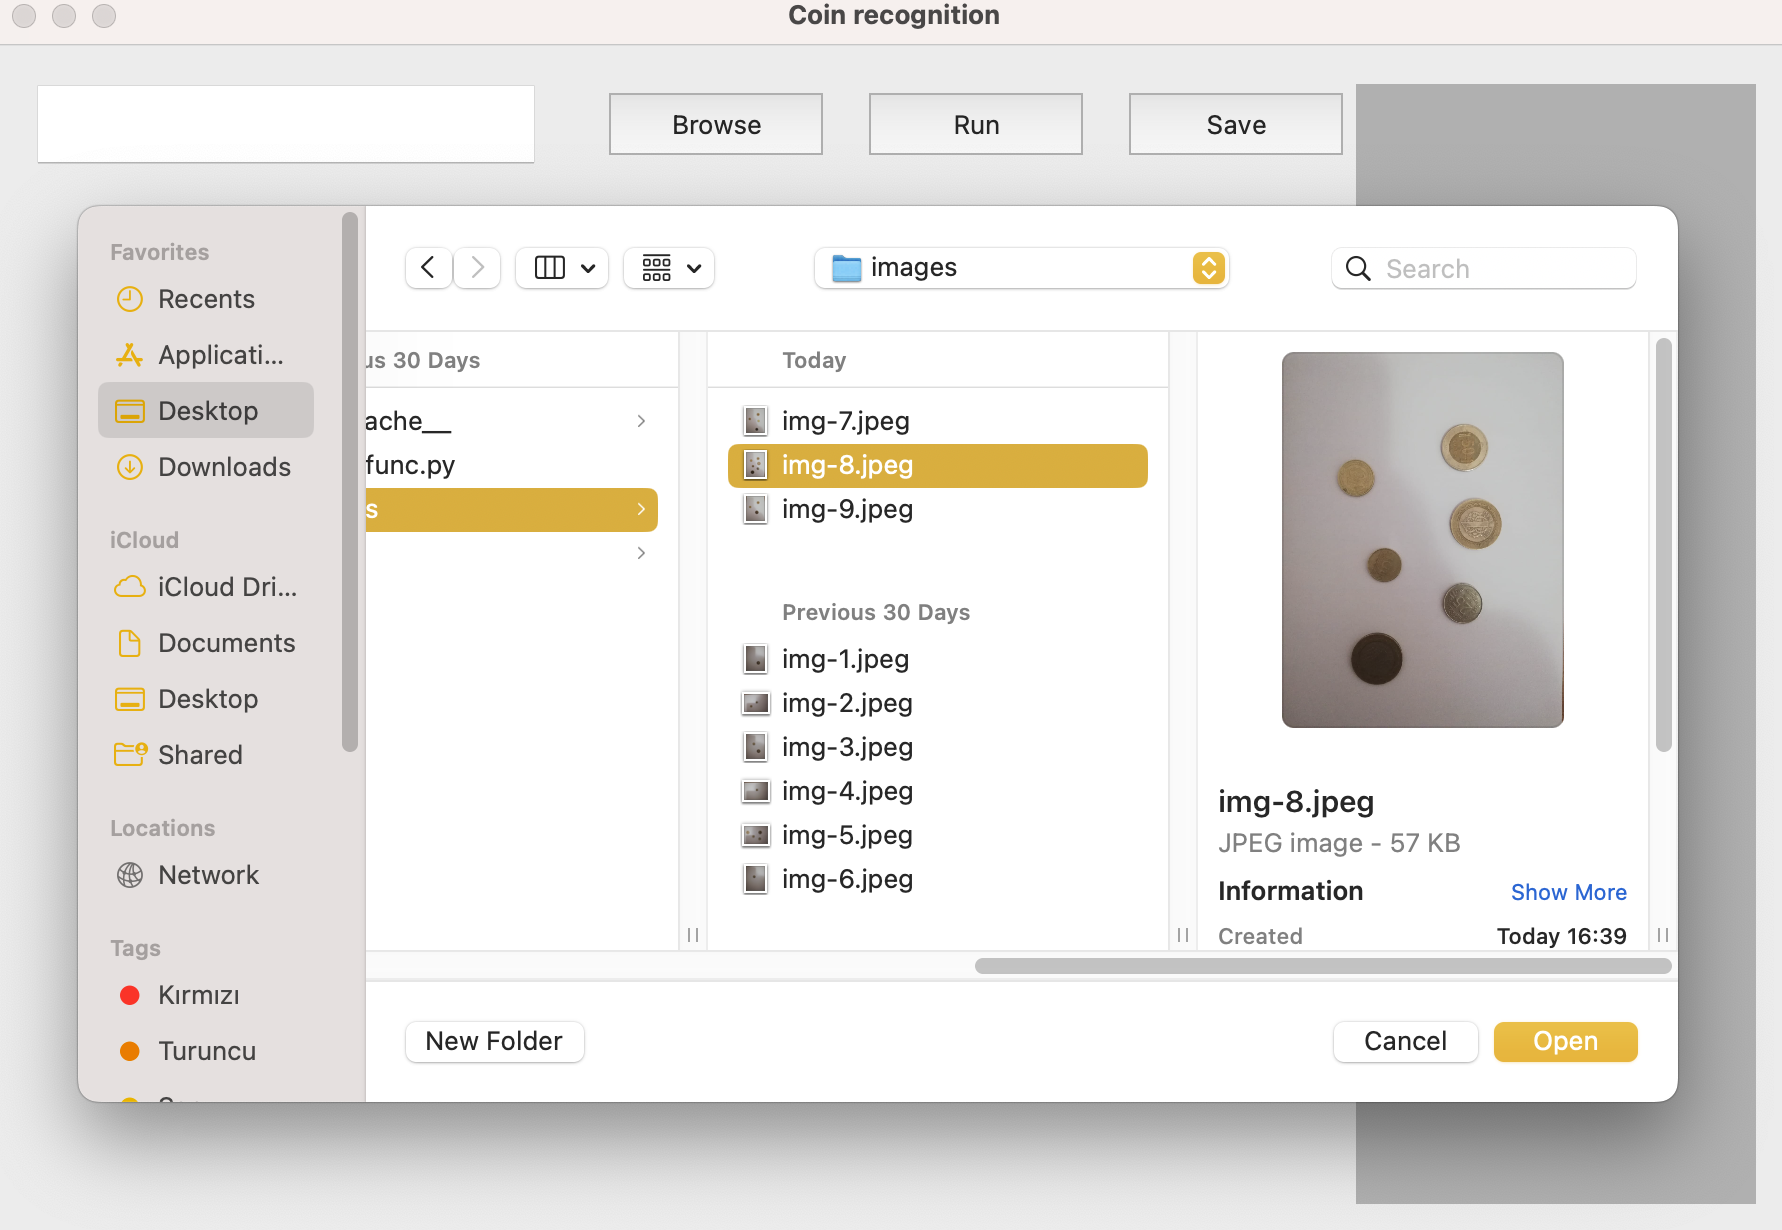 Coin recognition
Browse
Run
Save
Favorites
Recents
Applicati...
Desktop
Downloads
iCloud
iCloud Dri...
Documents
Desktop
Shared
Locations
Network
Tags
Kırmızı
Turuncu
images
Search
us 30 Days
ache__
func.py
s
Today
img-7.jpeg
img-8.jpeg
img-9.jpeg
Previous 30 Days
img-1.jpeg
img-2.jpeg
img-3.jpeg
img-4.jpeg
img-5.jpeg
img-6.jpeg
img-8.jpeg
JPEG image - 57 KB
Information Show More
Created Today 16:39
New Folder
Cancel
Open